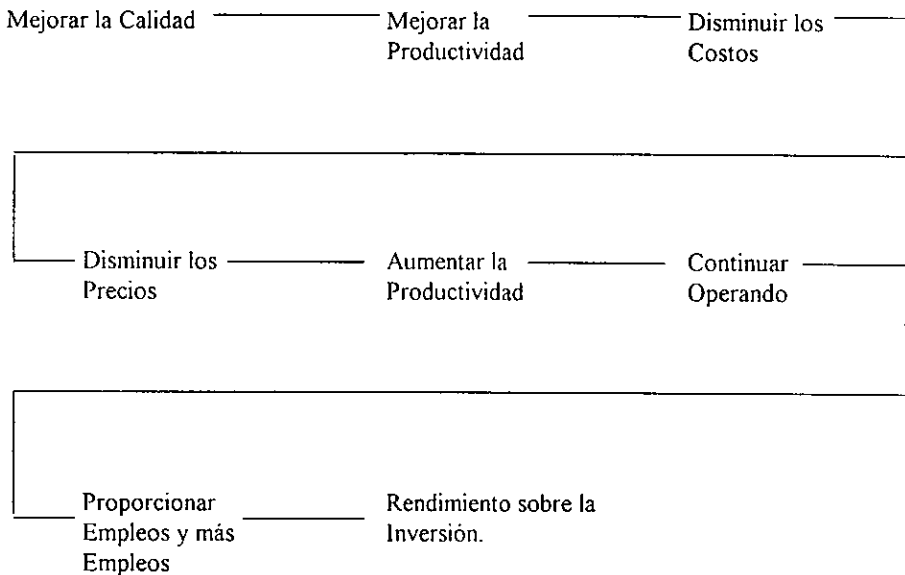 Mejorar la Calidad
Mejorar la
Productividad
Disminuir los
Costos
Disminuir los
Precios
Aumentar la
Productividad
Continuar
Operando
Proporcionar
Empleos y más
Empleos
Rendimiento sobre la
Inversión.